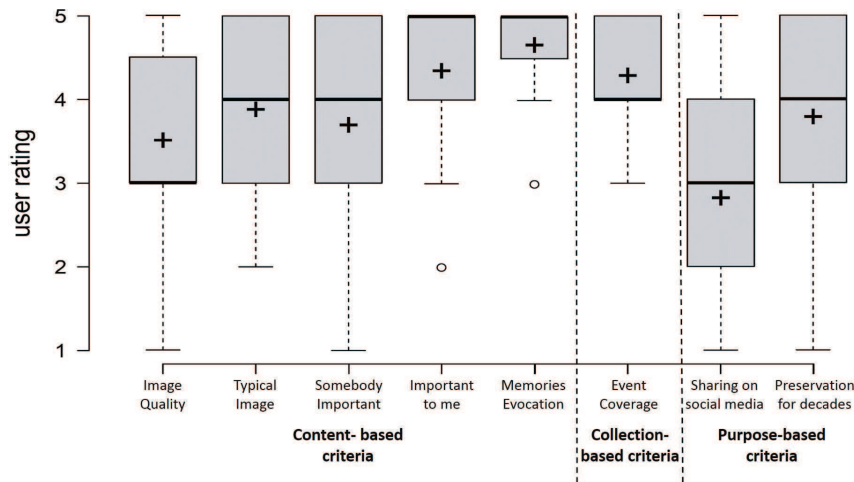 user rating
5
4
3
2
1
Image Typical Somebody Important Memories Event Sharing on Preservation
Quality Image Important to me Evocation Coverage social media for decades
Content- based Collection- Purpose-based
criteria based criteria criteria